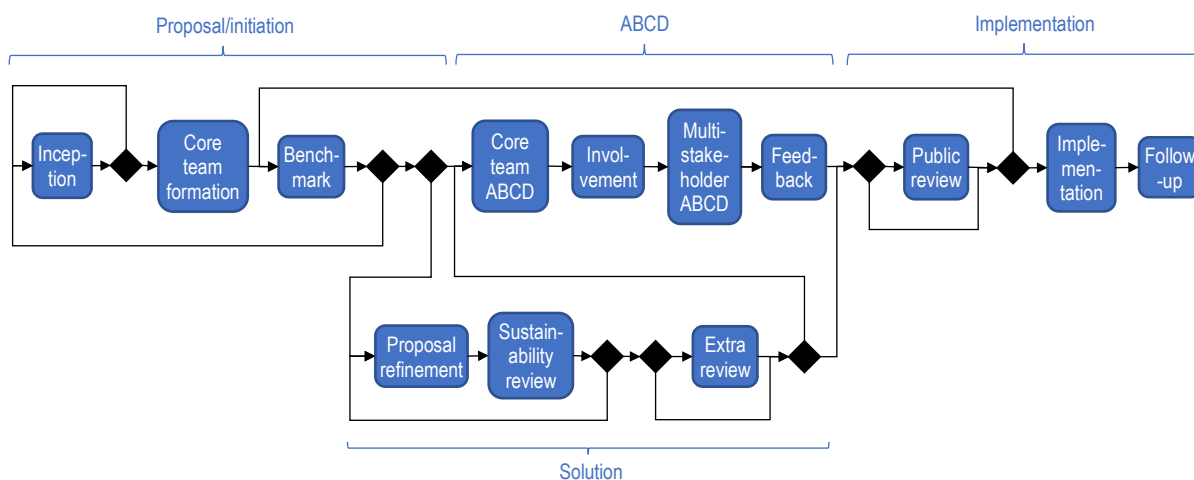 Proposal/initiation
ABCD
Implementation
Incep-
tion
Core
team
formation
Bench-
mark
Core
team
ABCD
Invol-
vement
Multi-
stake-
holder
ABCD
Feed-
back
Public
review
Imple-
men-
tation
Follow
-up
Proposal
refinement
Sustain-
ability
review
Extra
review
Solution